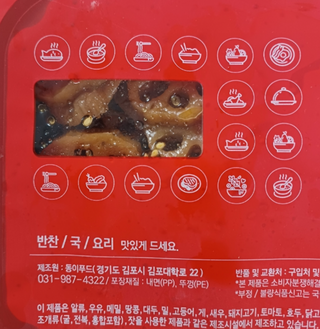 반찬 / 국 / 요리 맛있게 드세요.
제조원 : 동이푸드( 경기도 김포시 김포대학로 22 )
031-987-4322 / 포장재질 : 내면(PP), 뚜껑(PE)
반품 및 교환처 : 구입처 및
*본 제품은 소비자분쟁해결
*부정 / 불량식품신고는 국
이 제품은 알류, 우유, 메밀, 땅콩, 대두, 밀, 고등어, 게, 새우, 돼지고기, 토마토, 호두, 닭고
조개류(굴, 전복, 홍합포함), 잣을 사용한 제품과 같은 제조시설에서 제조하고 있습니다.